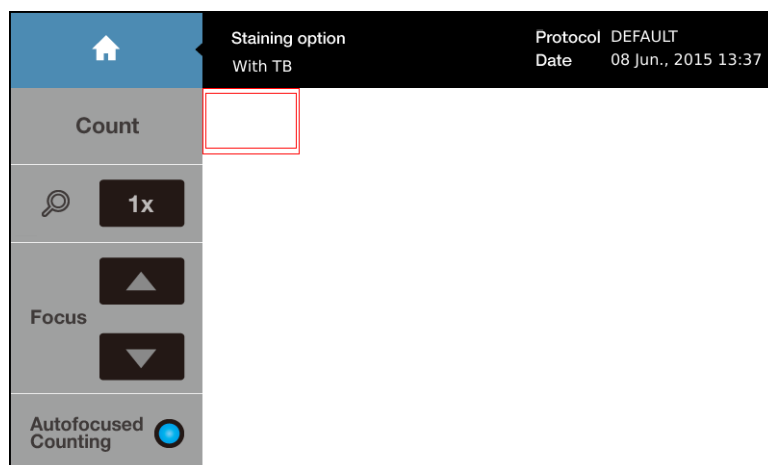 Staining option
With TB
Protocol DEFAULT
Date 08 Jun., 2015 13:37
Count
1x
Focus
Autofocused
Counting